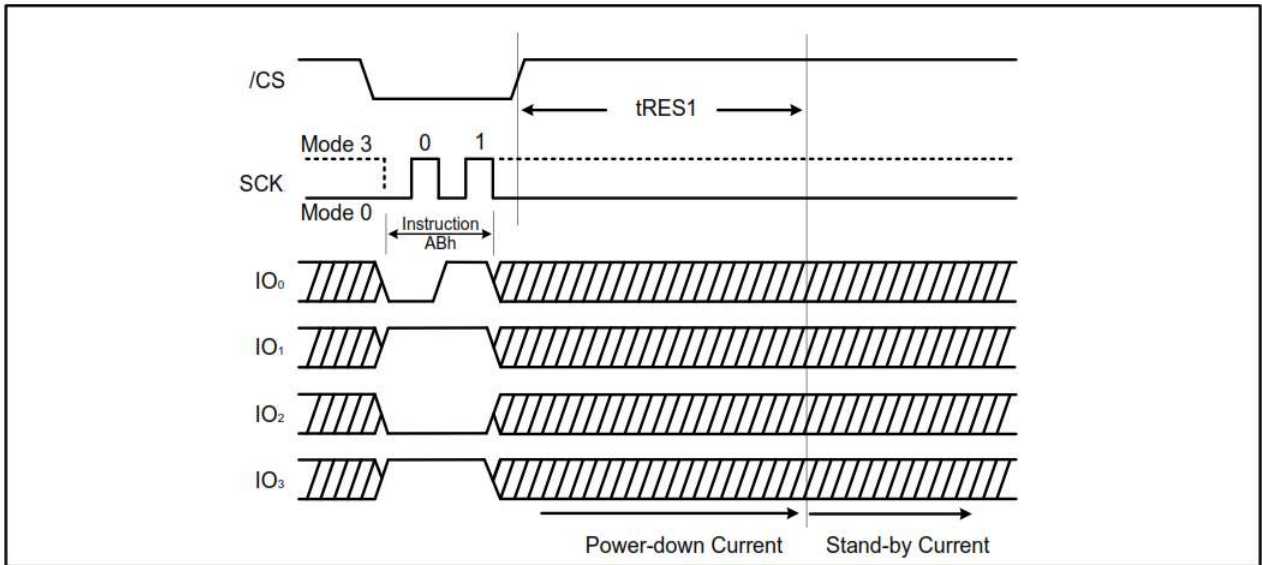 /CS
tRES1
Mode 3 0 1
SCK
Mode 0
Instruction
ABh
IO₀
IO₁
IO₂
IO₃
Power-down Current Stand-by Current